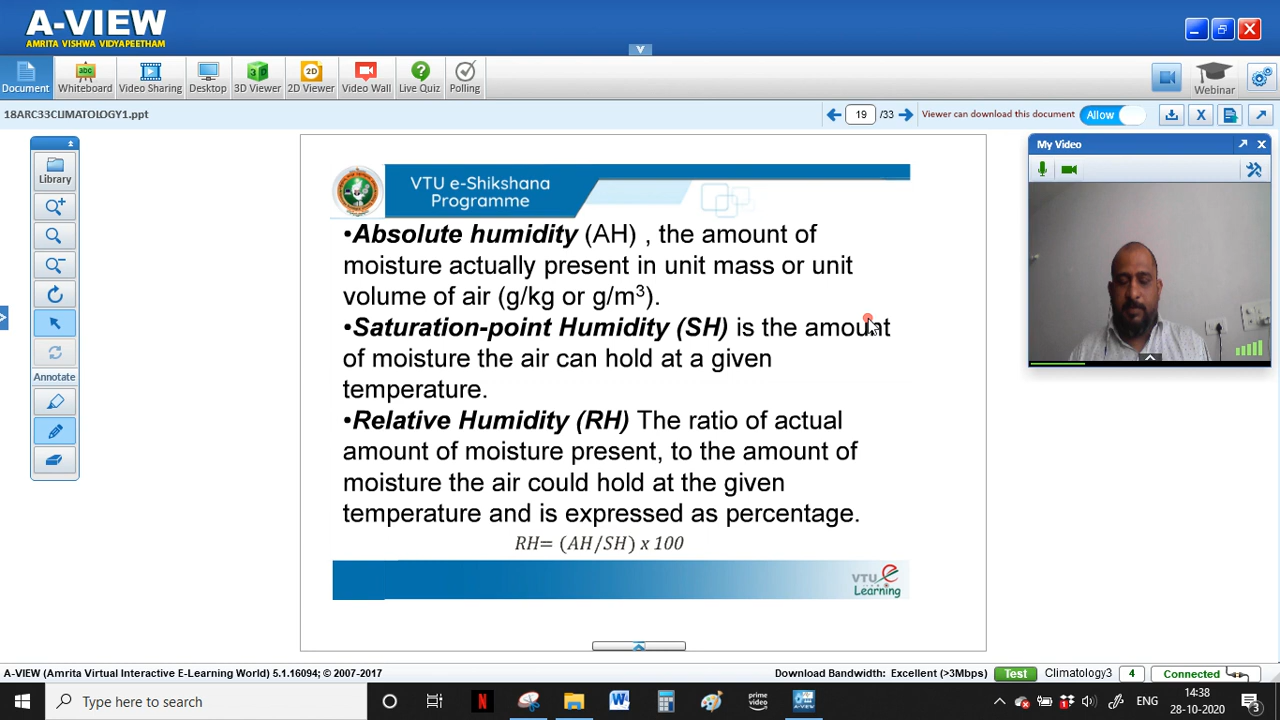 A-VIEW
AMRITA VISHWA VIDYAPEETHAM
V
Document
abc
Whiteboard
Video Sharing
Desktop
3D
3D Viewer
2D
2D Viewer
Video Wall
Live Quiz
Polling
Webinar
18ARC33CLIMATOLOGY1.ppt
19 /33
Viewer can download this document
Allow
X
Library
Annotate
My Video
VTU e-Shikshana
Programme
•Absolute humidity (AH) , the amount of
moisture actually present in unit mass or unit
volume of air (g/kg or g/m³).
•Saturation-point Humidity (SH) is the amount
of moisture the air can hold at a given
temperature.
•Relative Humidity (RH) The ratio of actual
amount of moisture present, to the amount of
moisture the air could hold at the given
temperature and is expressed as percentage.
RH= (AH/SH) x 100
VTU e
Learning
A-VIEW (Amrita Virtual Interactive E-Learning World) 5.1.16094; © 2007-2017
Download Bandwidth: Excellent (>3Mbps)
Test
Climatology3
4
Connected
Type here to search
N
W
prime
video
A-VIEW
ENG
14:38
28-10-2020
3